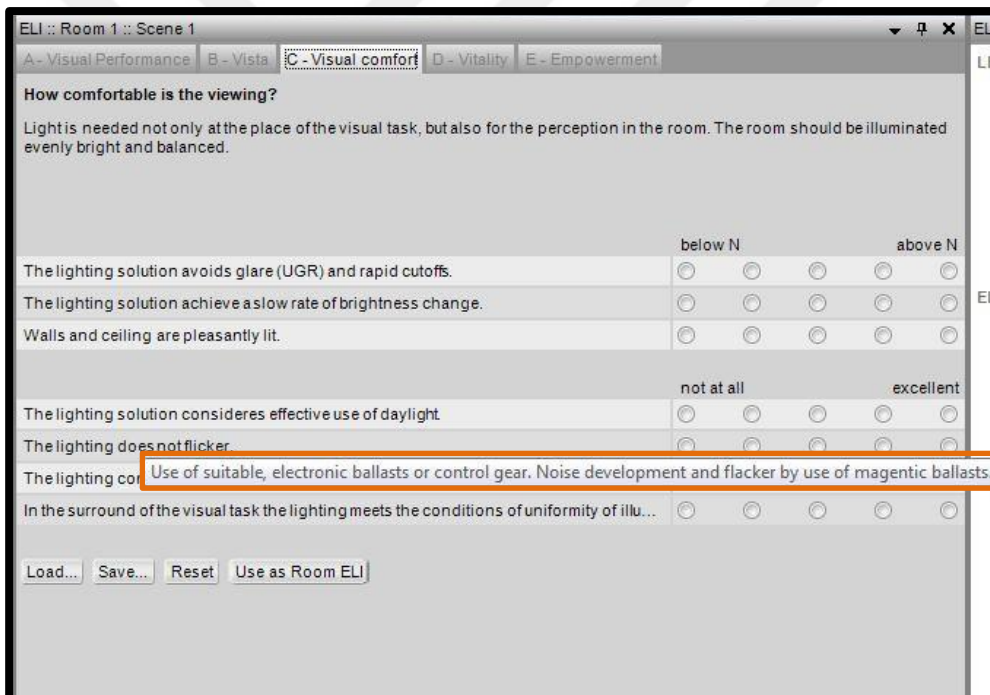 ELI :: Room 1 :: Scene 1
EL
A - Visual Performance B - Vista C - Visual comfort D - Vitality E - Empowerment
How comfortable is the viewing?
Light is needed not only at the place of the visual task, but also for the perception in the room. The room should be illuminated
evenly bright and balanced.
below N above N
The lighting solution avoids glare (UGR) and rapid cutoffs.
The lighting solution achieve a slow rate of brightness change.
Walls and ceiling are pleasantly lit.
not at all excellent
The lighting solution consideres effective use of daylight.
The lighting does not flicker.
The lighting cor
Use of suitable, electronic ballasts or control gear. Noise development and flacker by use of magentic ballasts.
In the surround of the visual task the lighting meets the conditions of uniformity of illu...
Load... Save... Reset Use as Room ELI